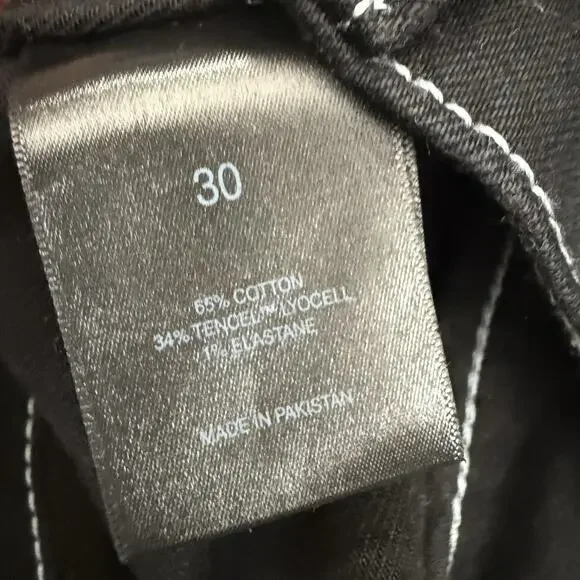 30
65% COTTON
34% TENCEL™ LYOCELL
1% ELASTANE
MADE IN PAKISTAN